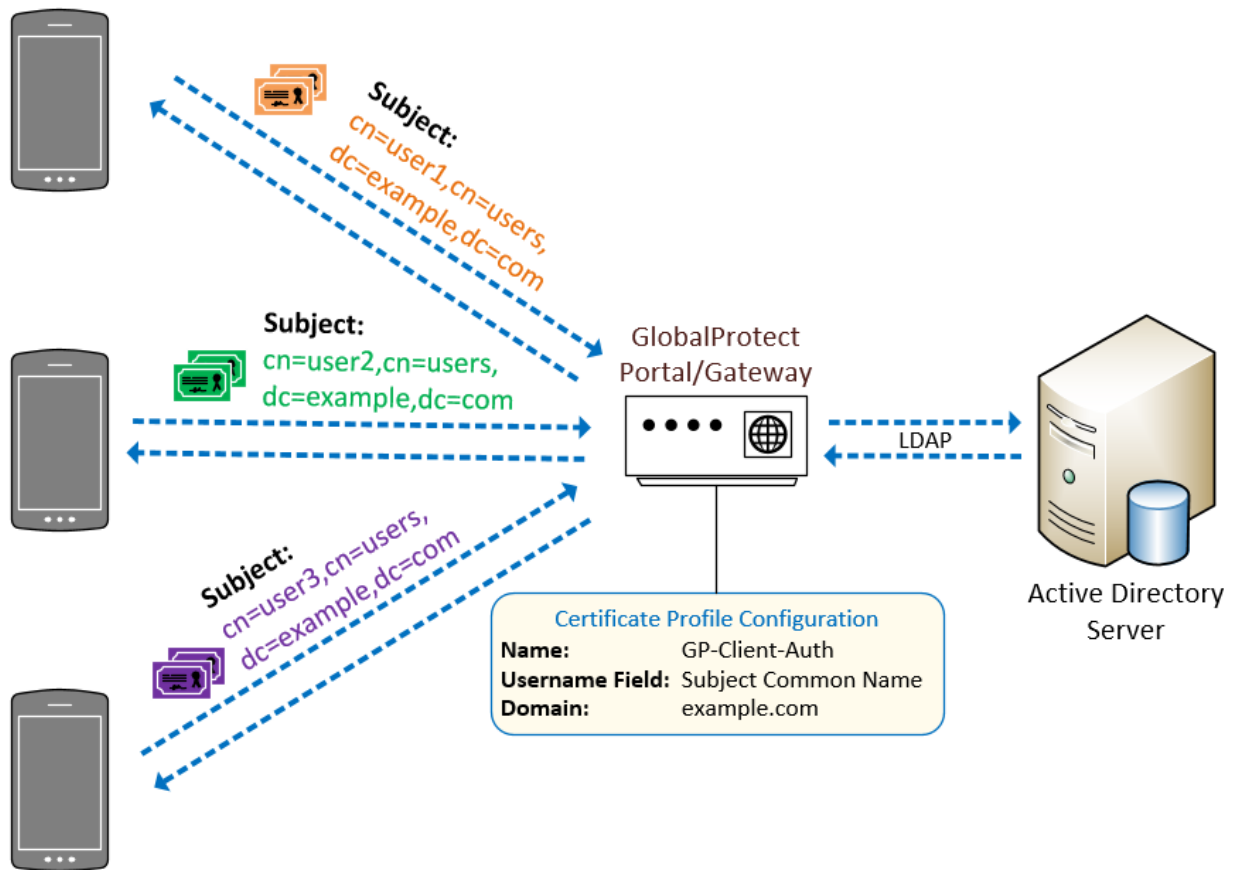 Subject:
cn=user1,cn=users,
dc=example,dc=com
Subject:
cn=user2,cn=users,
dc=example,dc=com
Subject:
cn=user3,cn=users,
dc=example,dc=com
GlobalProtect
Portal/Gateway
LDAP
Active Directory
Server
Certificate Profile Configuration
Name: GP-Client-Auth
Username Field: Subject Common Name
Domain: example.com